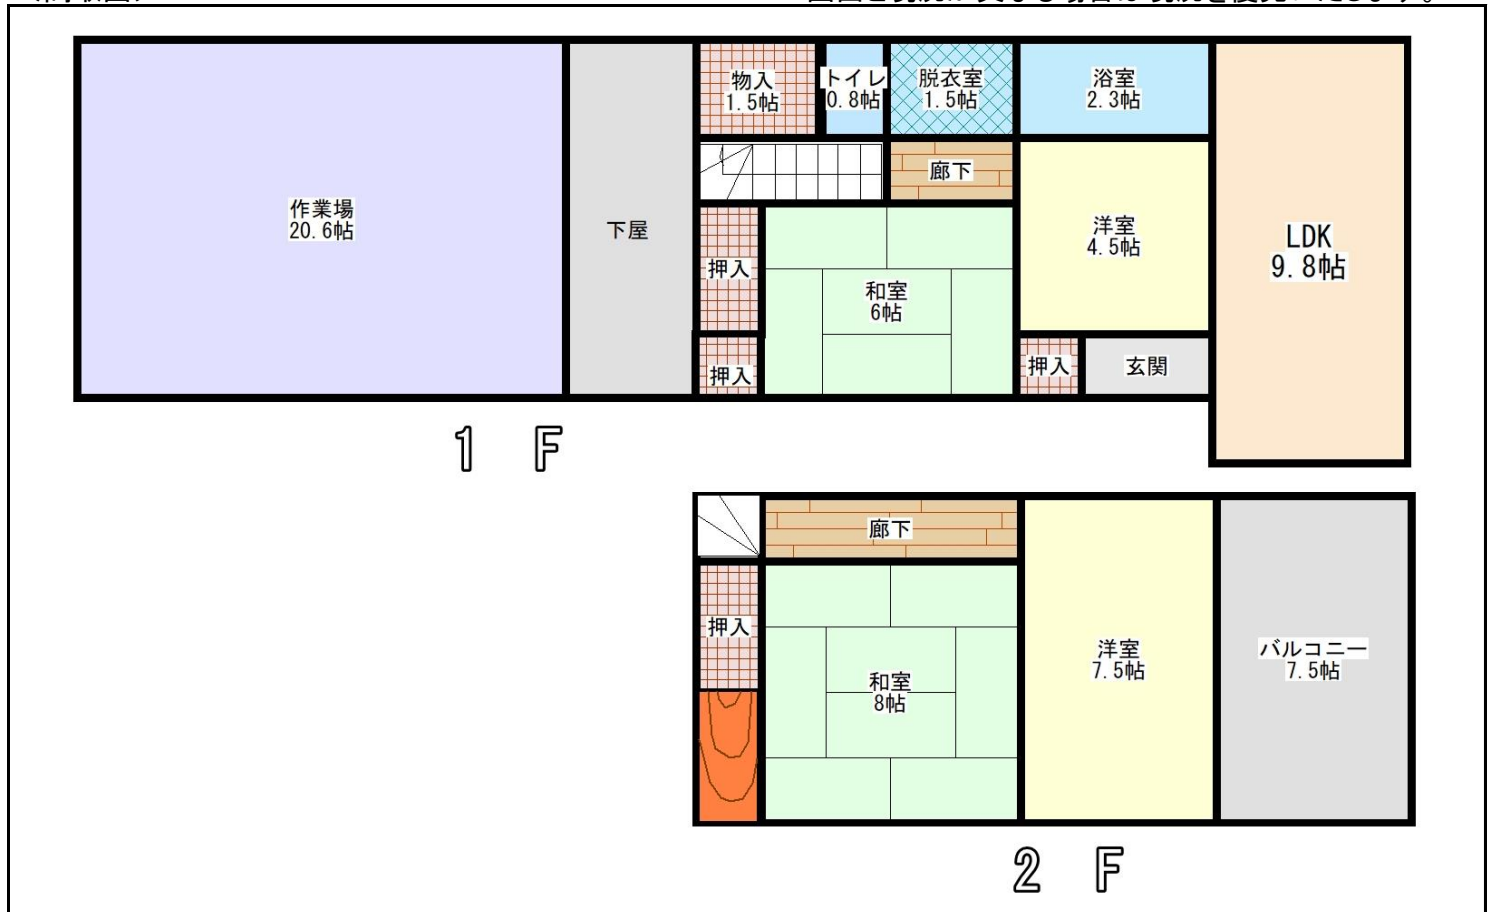 物入
1.5帖
トイレ
0.8帖
脱衣室
1.5帖
浴室
2.3帖
廊下
作業場
20.6帖
下屋
洋室
4.5帖
LDK
9.8帖
押入
和室
6帖
押入
押入
玄関
1 F
廊下
押入
洋室
7.5帖
バルコニー
7.5帖
和室
8帖
2 F